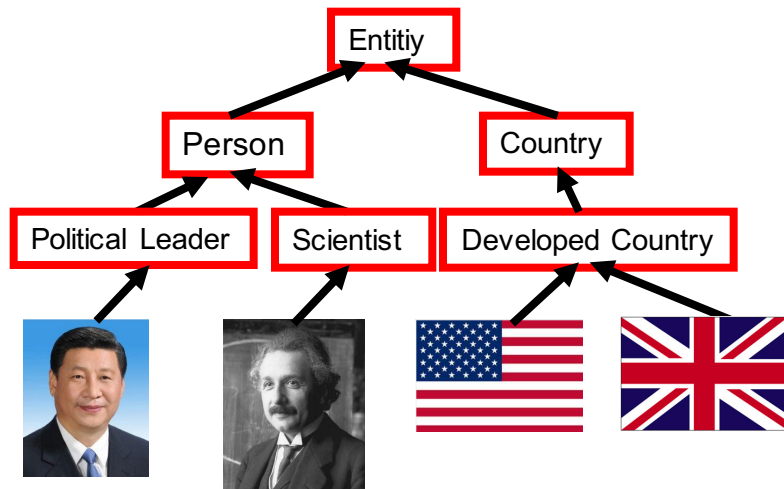 Entitiy
Person
Country
Political Leader
Scientist
Developed Country